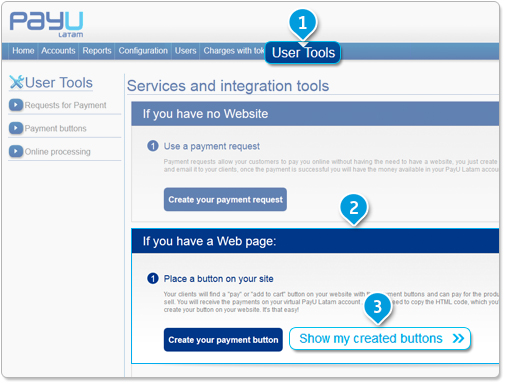 PayU
LATAM
1
Home Accounts Reports Configuration Users Charges with tok User Tools
User Tools
Requests for Payment
Payment buttons
Online processing
Services and integration tools
If you have no Website
1 Use a payment request
Payment requests allow your customers to pay you online without having the need to have a website, you just create
and email it to your clients, once the payment is successful you will have the money available in your PayU Latam accou
Create your payment request
2
If you have a Web page:
1 Place a button on your site
Your clients will find a "pay" or "add to cart" button on your website with payment buttons and can pay for the produ
sell. You will receive the payments on your virtual PayU Latam account. need to copy the HTML code, which you
create your button on your website. It's that easy!
3
Create your payment button
Show my created buttons »